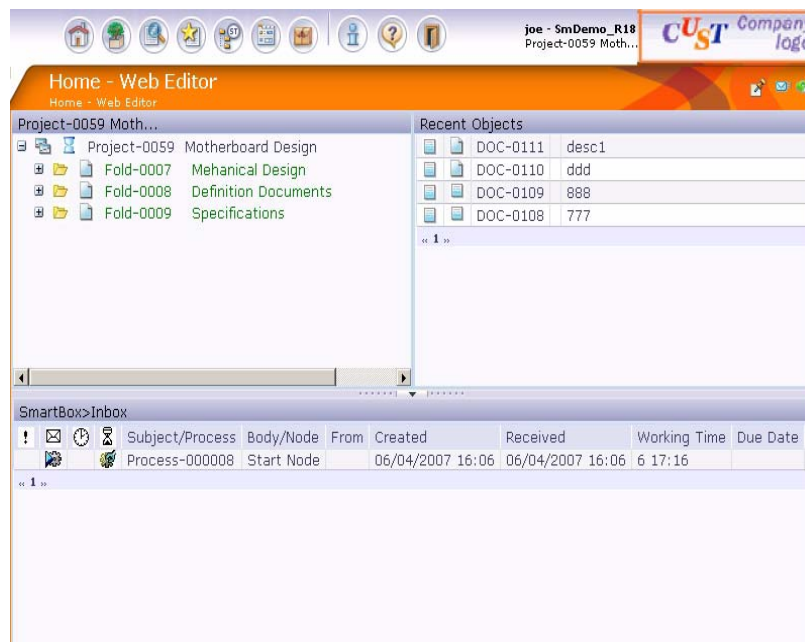 joe - SmDemo_R18
Project-0059 Moth...
CUST Company
logo
Home - Web Editor
Home - Web Editor
Project-0059 Moth...
Project-0059 Motherboard Design
Fold-0007 Mehanical Design
Fold-0008 Definition Documents
Fold-0009 Specifications
Recent Objects
DOC-0111 desc1
DOC-0110 ddd
DOC-0109 888
DOC-0108 777
« 1 »
SmartBox>Inbox
! Subject/Process Body/Node From Created Received Working Time Due Date
Process-000008 Start Node 06/04/2007 16:06 06/04/2007 16:06 6 17:16
« 1 »